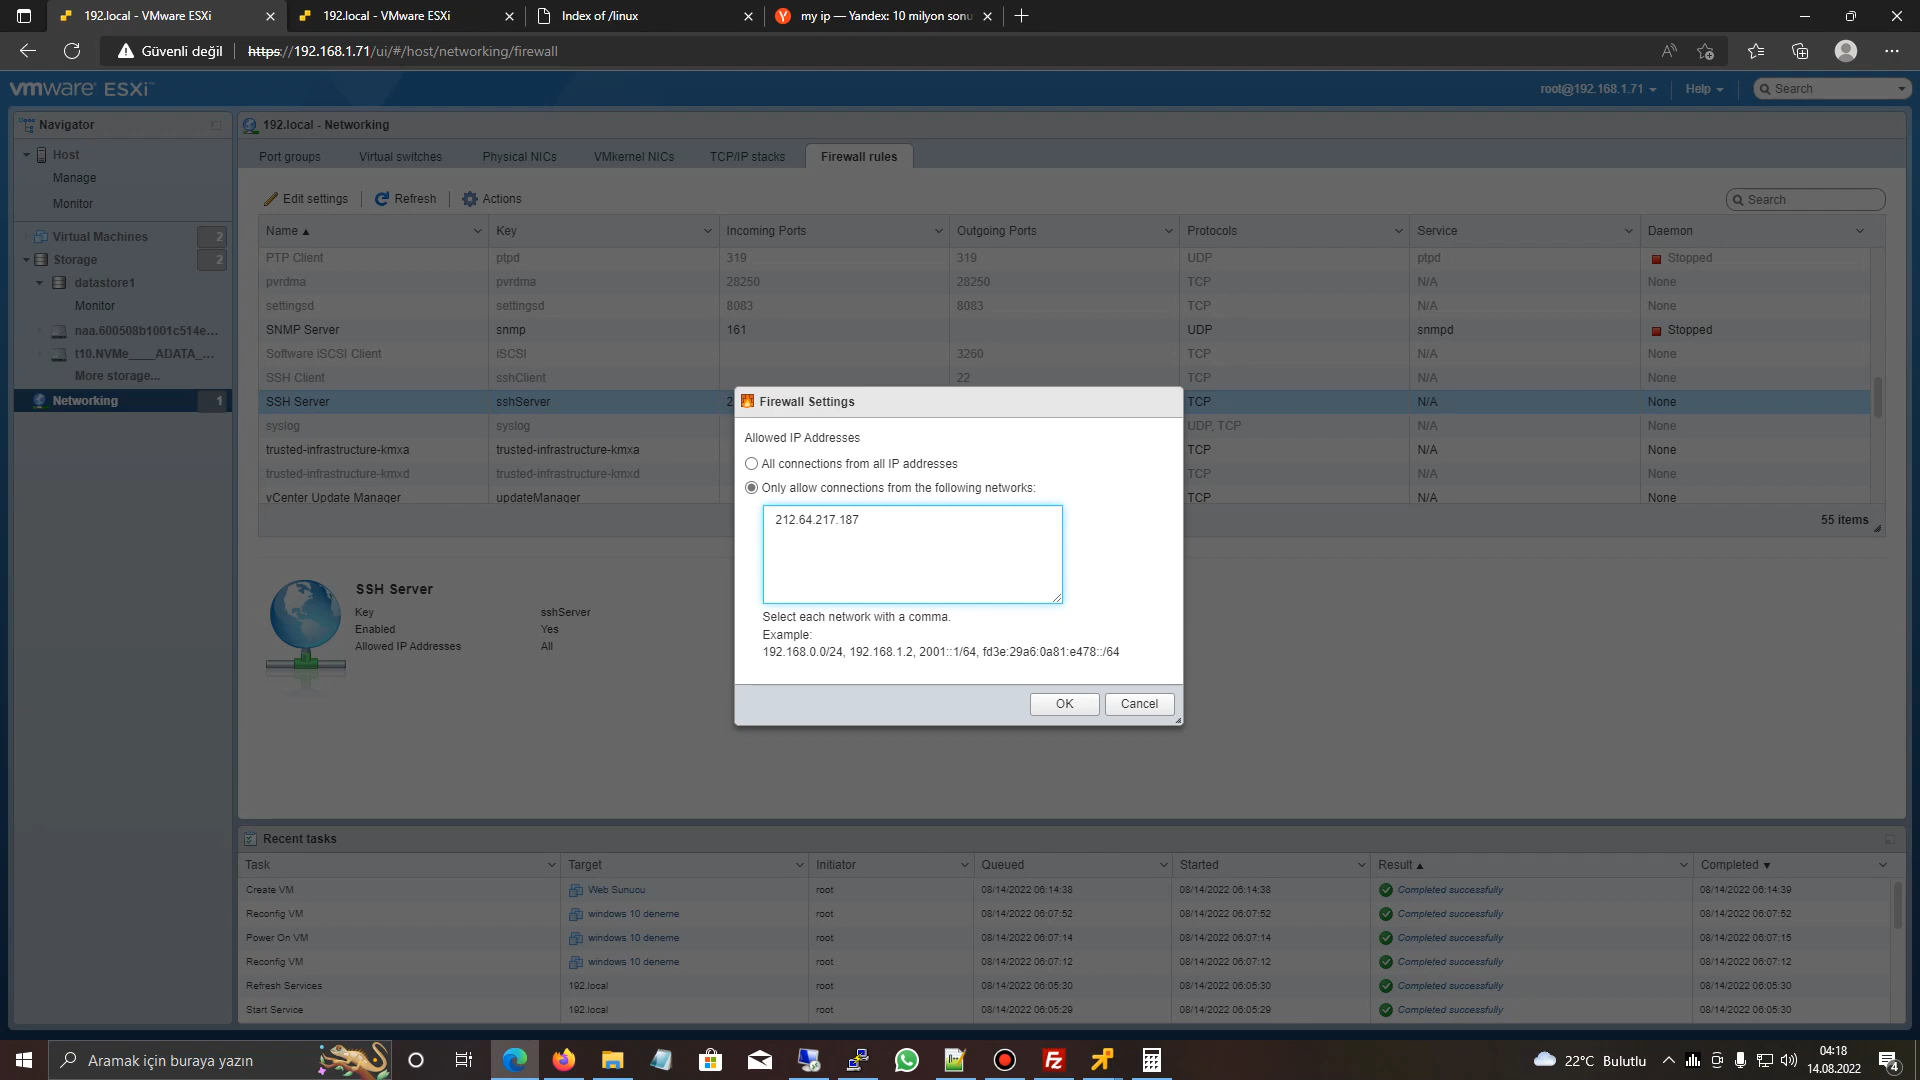 192.local - VMware ESXi
192.local - VMware ESXi
Index of /linux
my ip — Yandex: 10 milyon sonu
Güvenli değil
https://192.168.1.71/ui/#/host/networking/firewall
vmware ESXi™
root@192.168.1.71
Help
Search
Navigator
192.local - Networking
Host
Manage
Monitor
Virtual Machines 2
Storage 2
datastore1
Monitor
naa.600508b1001c514e...
t10.NVMe____ADATA_...
More storage...
Networking 1
Port groups
Virtual switches
Physical NICs
VMkernel NICs
TCP/IP stacks
Firewall rules
Edit settings
Refresh
Actions
Search
Name Key Incoming Ports Outgoing Ports Protocols Service Daemon
PTP Client ptpd 319 319 UDP ptpd Stopped
pvrdma pvrdma 28250 28250 TCP N/A None
settingsd settingsd 8083 8083 TCP N/A None
SNMP Server snmp 161 UDP snmpd Stopped
Software iSCSI Client iSCSI 3260 TCP N/A None
SSH Client sshClient 22 TCP N/A None
SSH Server sshServer 2 TCP N/A None
syslog syslog UDP, TCP N/A None
trusted-infrastructure-kmxa trusted-infrastructure-kmxa TCP N/A None
trusted-infrastructure-kmxd trusted-infrastructure-kmxd TCP N/A None
vCenter Update Manager updateManager TCP N/A None
55 items
Firewall Settings
Allowed IP Addresses
All connections from all IP addresses
Only allow connections from the following networks:
212.64.217.187
Select each network with a comma.
Example:
192.168.0.0/24, 192.168.1.2, 2001::1/64, fd3e:29a6:0a81:e478::/64
OK
Cancel
SSH Server
Key sshServer
Enabled Yes
Allowed IP Addresses All
Recent tasks
Task Target Initiator Queued Started Result Completed
Create VM Web Sunucu root 08/14/2022 06:14:38 08/14/2022 06:14:38 Completed successfully 08/14/2022 06:14:39
Reconfig VM windows 10 deneme root 08/14/2022 06:07:52 08/14/2022 06:07:52 Completed successfully 08/14/2022 06:07:52
Power On VM windows 10 deneme root 08/14/2022 06:07:14 08/14/2022 06:07:14 Completed successfully 08/14/2022 06:07:15
Reconfig VM windows 10 deneme root 08/14/2022 06:07:12 08/14/2022 06:07:12 Completed successfully 08/14/2022 06:07:12
Refresh Services 192.local root 08/14/2022 06:05:30 08/14/2022 06:05:30 Completed successfully 08/14/2022 06:05:30
Start Service 192.local root 08/14/2022 06:05:29 08/14/2022 06:05:29 Completed successfully 08/14/2022 06:05:30
Aramak için buraya yazın
22°C Bulutlu
04:18
14.08.2022
4